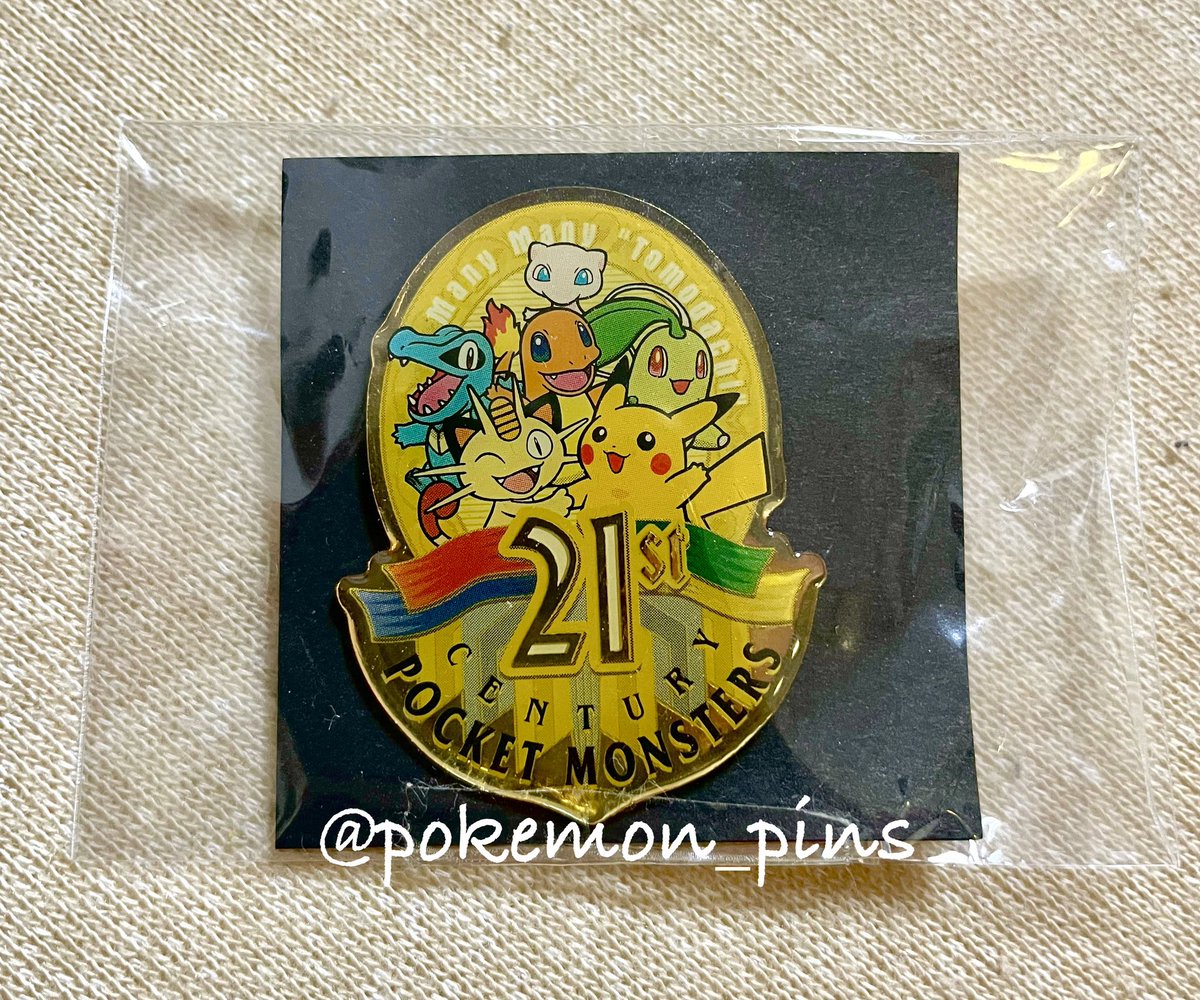 Many Many "Tomodachi"
21ST
CENTURY
POCKET MONSTERS
@pokemon_pins